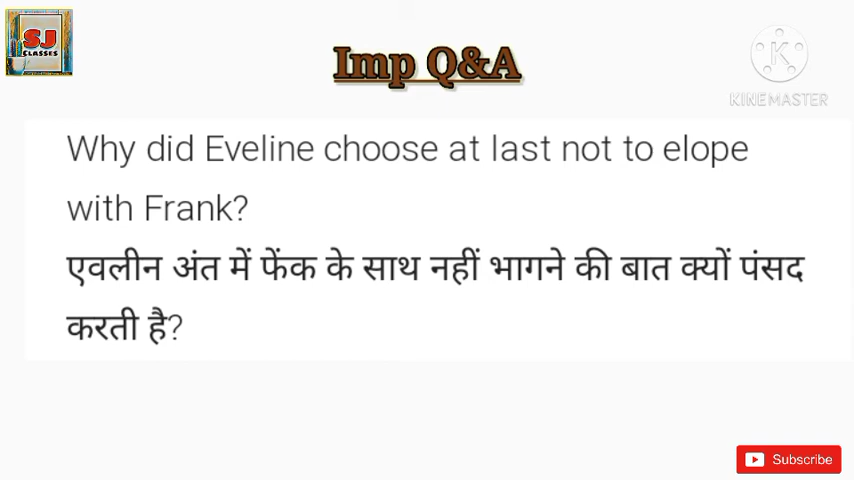 SJ
CLASSES
Imp Q&A
K
KINEMASTER
Why did Eveline choose at last not to elope
with Frank?
एवलीन अंत में फेंक के साथ नहीं भागने की बात क्यों पंसद
करती है?
Subscribe